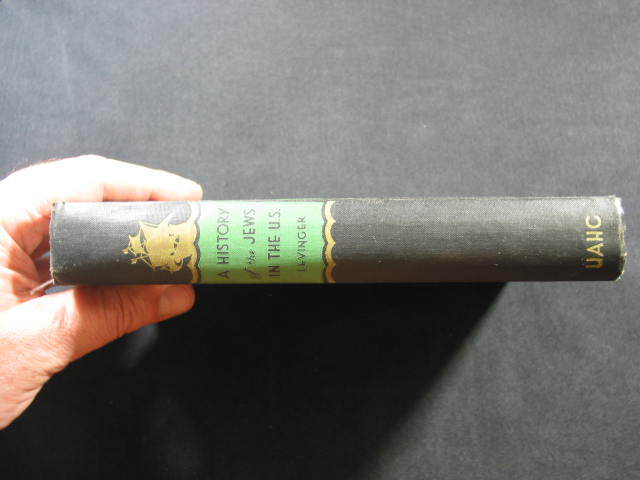 A HISTORY
of the JEWS
IN THE U.S.
LEVINGER
UAHC